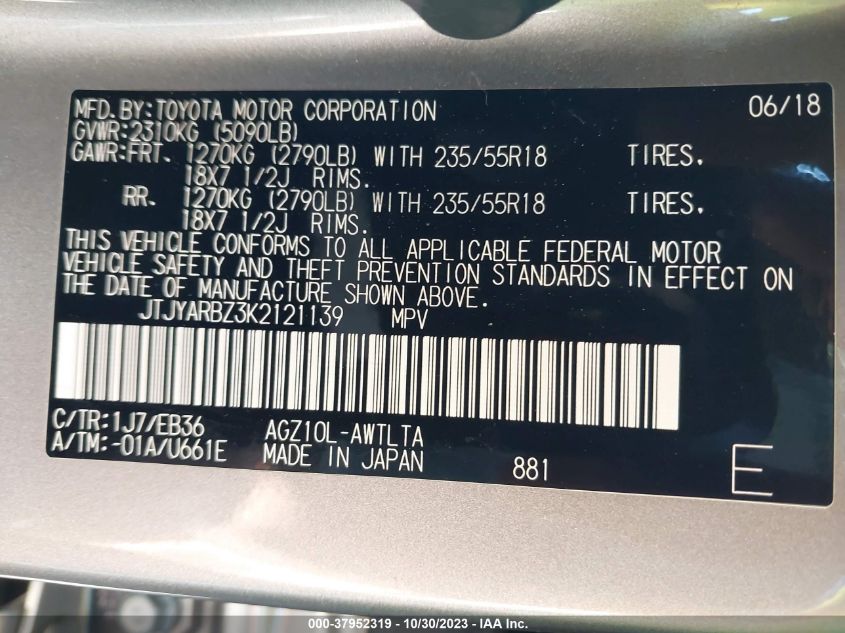 MFD.BY:TOYOTA MOTOR CORPORATION 06/18
GVWR:2310KG (5090LB)
GAWR:FRT. 1270KG (2790LB) WITH 235/55R18 TIRES.
18X7 1/2J RIMS.
RR. 1270KG (2790LB) WITH 235/55R18 TIRES.
18X7 1/2J RIMS.
THIS VEHICLE CONFORMS TO ALL APPLICABLE FEDERAL MOTOR
VEHICLE SAFETY AND THEFT PREVENTION STANDARDS IN EFFECT ON
THE DATE OF MANUFACTURE SHOWN ABOVE.
JTJYARBZ3K2121139 MPV
C/TR:1J7/EB36 AGZ10L-AWTLTA
A/TM:-01A/U661E MADE IN JAPAN 881 E
000-37952319 - 10/30/2023 - IAA Inc.